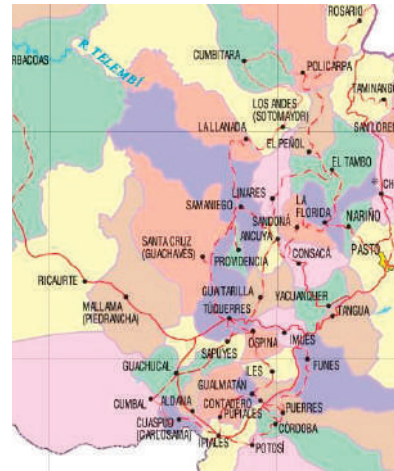 ROSARIO
R. TELEMBÍ
RBACOAS
CUMBITARA
POLICARPA
TAMINANGO
LOS ANDES
(SOTOMAYOR)
LA LLANADA
SAN LOREN
EL PEÑOL
EL TAMBO
LINARES
SAMANIEGO
LA
FLORIDA
CH
SANDONÁ
NARIÑO
ANCUYA
SANTA CRUZ
(GUACHAVÉS)
PROVIDENCIA
CONSACÁ
PASTO
RICAURTE
GUAITARILLA
YACUANQUER
MALLAMA
(PIEDRANCHA)
TÚQUERRES
TANGUA
OSPINA
IMUÉS
SAPUYES
FUNES
GUACHUCAL
ILES
GUALMATÁN
CUMBAL
ALDANA
CONTADERO
PUPIALES
PUERRES
CUASPUD
(CARLOSAMA)
CÓRDOBA
IPIALES
POTOSÍ